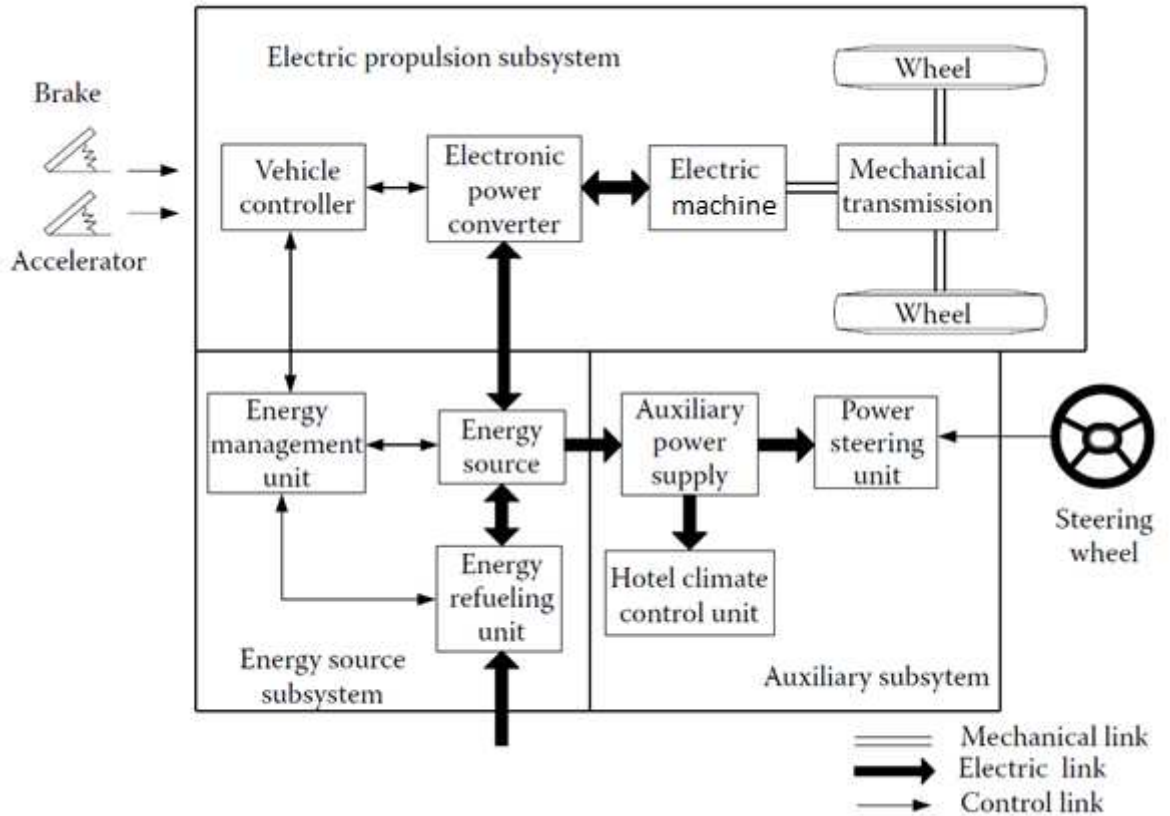 Electric propulsion subsystem
Brake
Accelerator
Vehicle
controller
Electronic
power
converter
Electric
machine
Mechanical
transmission
Wheel
Wheel
Energy
management
unit
Energy
source
Energy
refueling
unit
Energy source
subsystem
Auxiliary
power
supply
Power
steering
unit
Hotel climate
control unit
Auxiliary subsytem
Steering
wheel
Mechanical link
Electric link
Control link